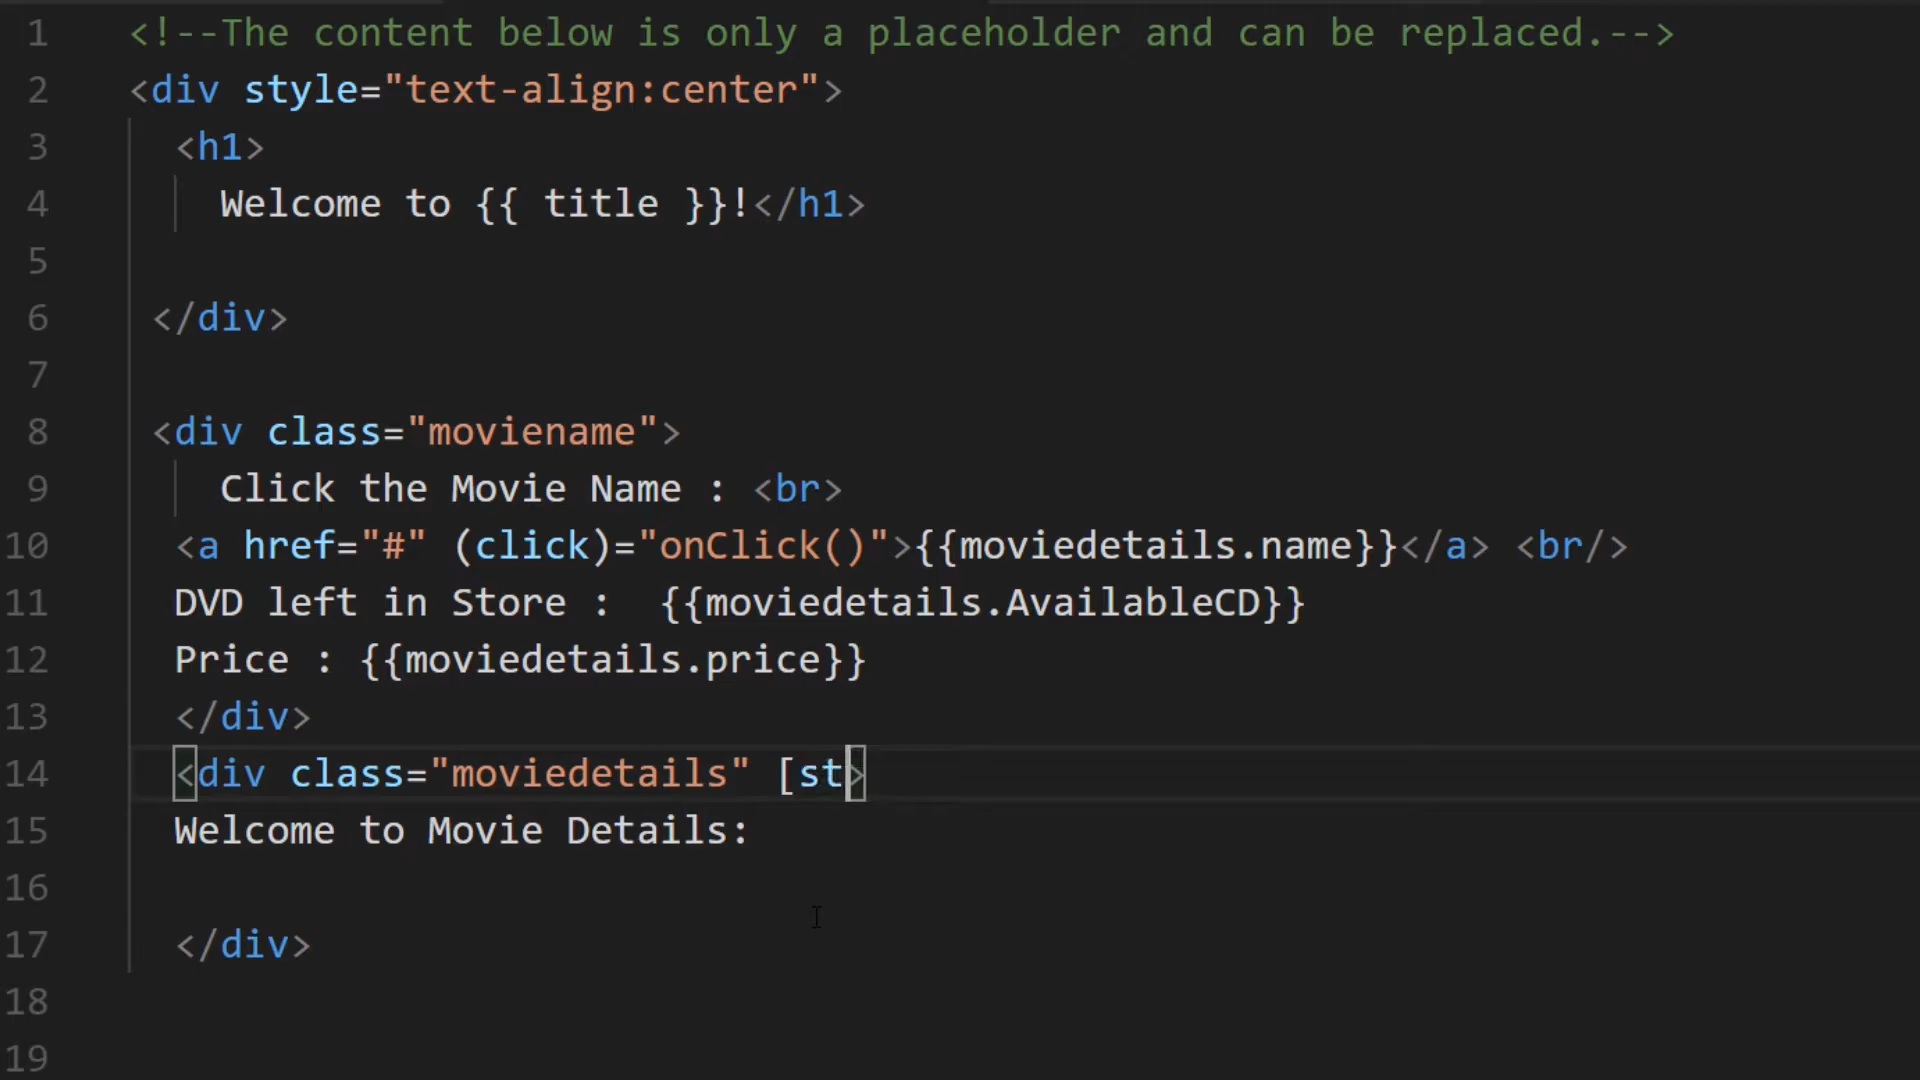 1 <!--The content below is only a placeholder and can be replaced.-->
2 <div style="text-align:center">
3 <h1>
4 Welcome to {{ title }}!</h1>
5
6 </div>
7
8 <div class="moviename">
9 Click the Movie Name : <br>
10 <a href="#" (click)="onClick()">{{moviedetails.name}}</a> <br/>
11 DVD left in Store :  {{moviedetails.AvailableCD}}
12 Price : {{moviedetails.price}}
13 </div>
14 <div class="moviedetails" [st>
15 Welcome to Movie Details:
16
17 </div>
18
19